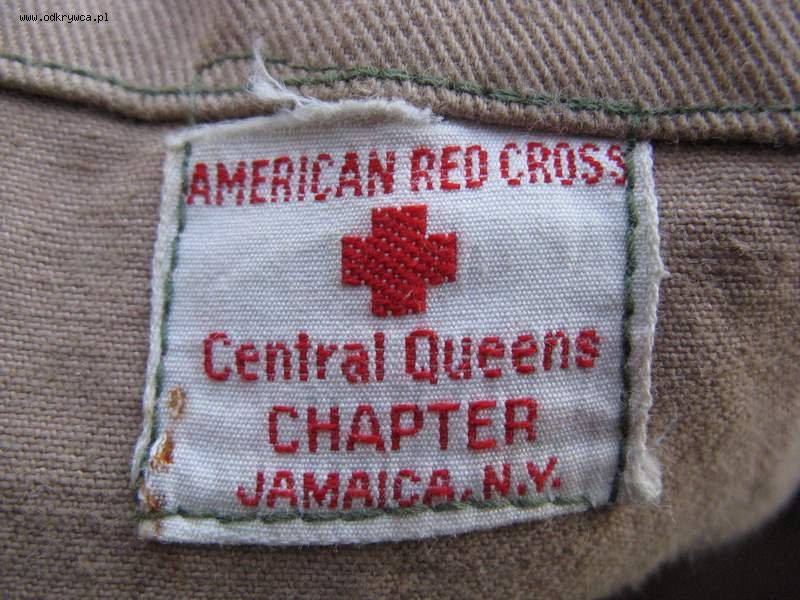 www.odkrywca.pl
AMERICAN RED CROSS
Central Queens
CHAPTER
JAMAICA, N.Y.